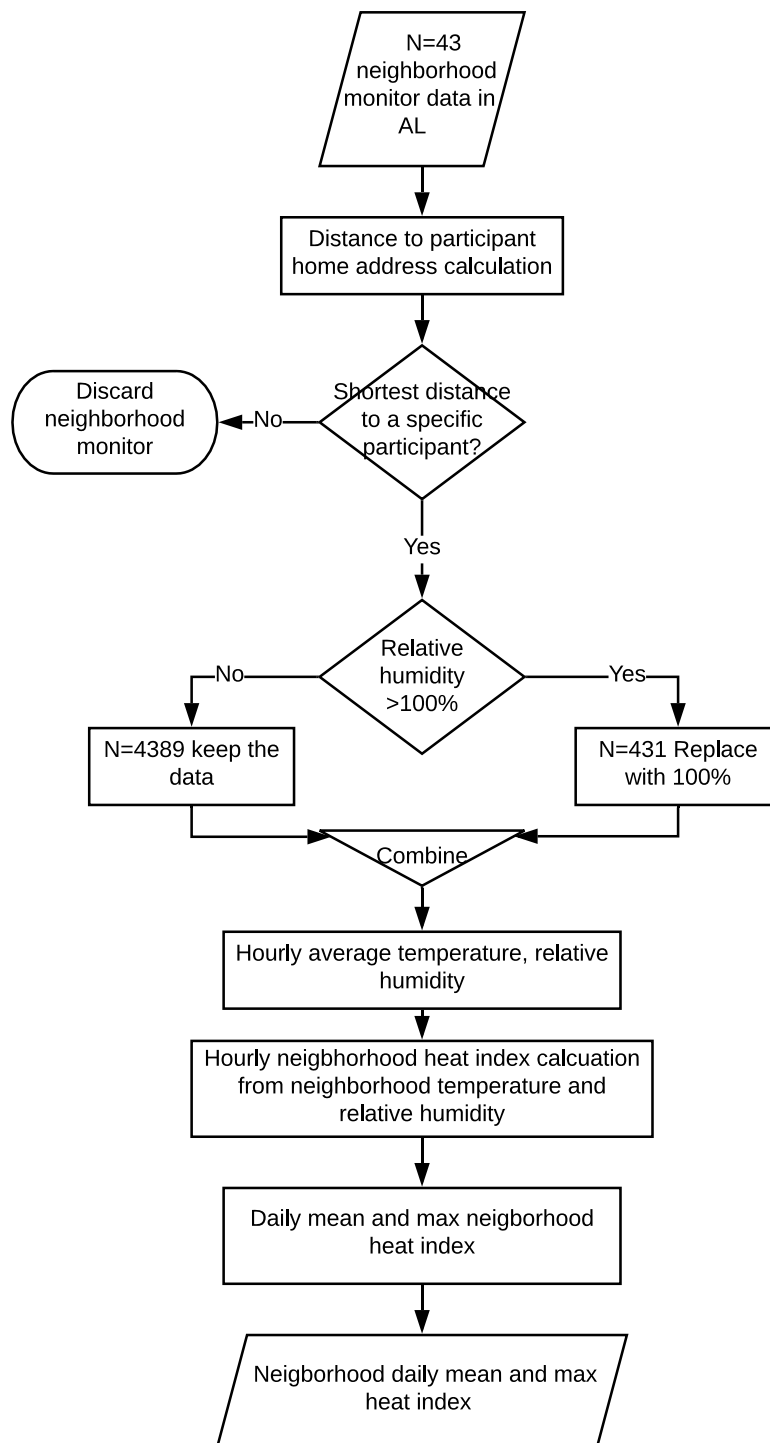 N=43
neighborhood
monitor data in
AL
Distance to participant
home address calculation
Shortest distance
to a specific
participant?
No
Discard
neighborhood
monitor
Yes
Relative
humidity
>100%
No
Yes
N=4389 keep the
data
N=431 Replace
with 100%
Combine
Hourly average temperature, relative
humidity
Hourly neigbhorhood heat index calcuation
from neighborhood temperature and
relative humidity
Daily mean and max neigborhood
heat index
Neigborhood daily mean and max
heat index